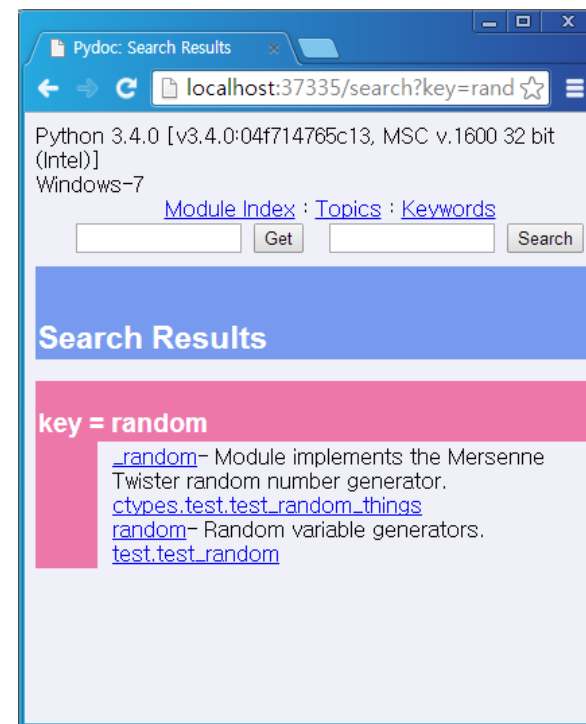 Pydoc: Search Results
localhost:37335/search?key=rand
Python 3.4.0 [v3.4.0:04f714765c13, MSC v.1600 32 bit
(Intel)]
Windows-7
Module Index : Topics : Keywords
Get Search
Search Results
key = random
_random- Module implements the Mersenne
Twister random number generator.
ctypes.test.test_random_things
random- Random variable generators.
test.test_random